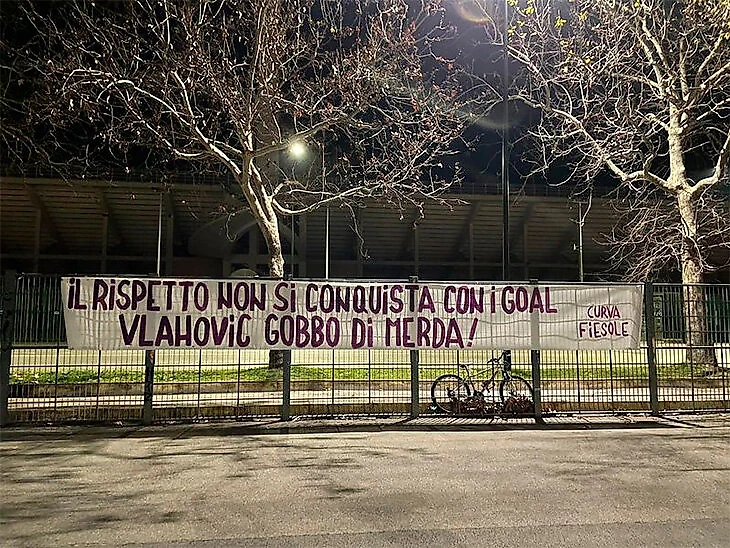 IL RISPETTO NON SI CONQUISTA CON I GOAL
VLAHOVIC GOBBO DI MERDA!
CURVA
FIESOLE